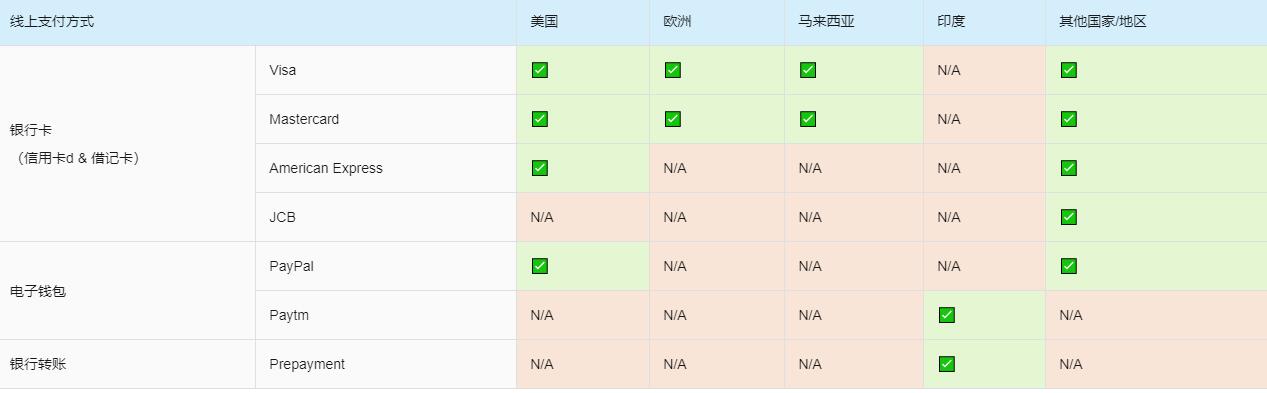 线上支付方式 美国 欧洲 马来西亚 印度 其他国家/地区
银行卡
（信用卡d & 借记卡）
Visa ✅ ✅ ✅ N/A ✅
Mastercard ✅ ✅ ✅ N/A ✅
American Express ✅ N/A N/A N/A ✅
JCB N/A N/A N/A N/A ✅
电子钱包
PayPal ✅ N/A N/A N/A ✅
Paytm N/A N/A N/A ✅ N/A
银行转账 Prepayment N/A N/A N/A ✅ N/A